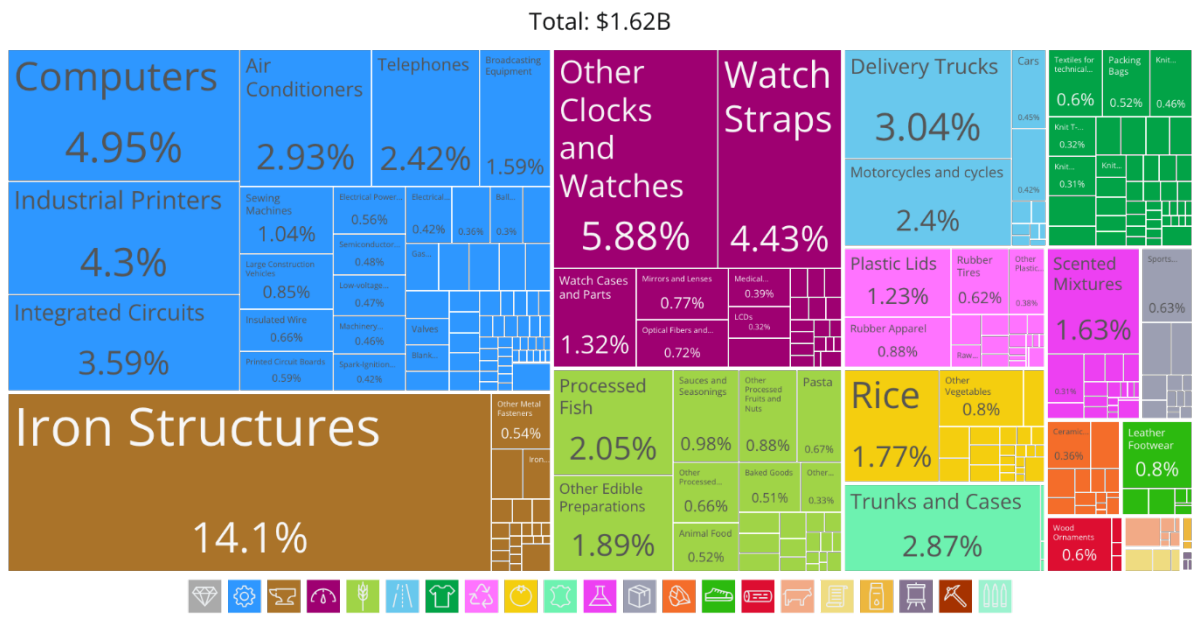 Total: $1.62B
Computers
4.95%
Air
Conditioners
2.93%
Telephones
2.42%
Broadcasting
Equipment
1.59%
Industrial Printers
4.3%
Integrated Circuits
3.59%
Sewing
Machines
1.04%
Large Construction
Vehicles
0.85%
Insulated Wire
0.66%
Printed Circuit Boards
0.59%
Electrical Power...
0.56%
Semiconductor...
0.48%
Low-voltage...
0.47%
Machinery...
0.46%
Spark-Ignition...
0.42%
Electrical...
0.42%
0.36%
Ball...
0.3%
Gas...
Valves
Blank...
Iron Structures
14.1%
Other Metal
Fasteners
0.54%
Iron...
Other
Clocks
and
Watches
5.88%
Watch
Straps
4.43%
Watch Cases
and Parts
1.32%
Mirrors and Lenses
0.77%
Optical Fibers and...
0.72%
Medical...
0.39%
LCDs
0.32%
Processed
Fish
2.05%
Other Edible
Preparations
1.89%
Sauces and
Seasonings
0.98%
Other
Processed
Fruits and
Nuts
0.88%
Pasta
0.67%
Other
Processed...
0.66%
Animal Food
0.52%
Baked Goods
0.51%
Other...
0.33%
Delivery Trucks
3.04%
Motorcycles and cycles
2.4%
Cars
0.45%
0.42%
Textiles for
technical...
0.6%
Packing
Bags
0.52%
Knit...
0.46%
Knit T-...
0.32%
Knit...
0.31%
Knit...
Plastic Lids
1.23%
Rubber Apparel
0.88%
Rubber
Tires
0.62%
Other
Plastic...
0.38%
Raw...
Scented
Mixtures
1.63%
0.31%
Sports...
0.63%
Rice
1.77%
Other
Vegetables
0.8%
Trunks and Cases
2.87%
Ceramic...
0.36%
Leather
Footwear
0.8%
Wood
Ornaments
0.6%